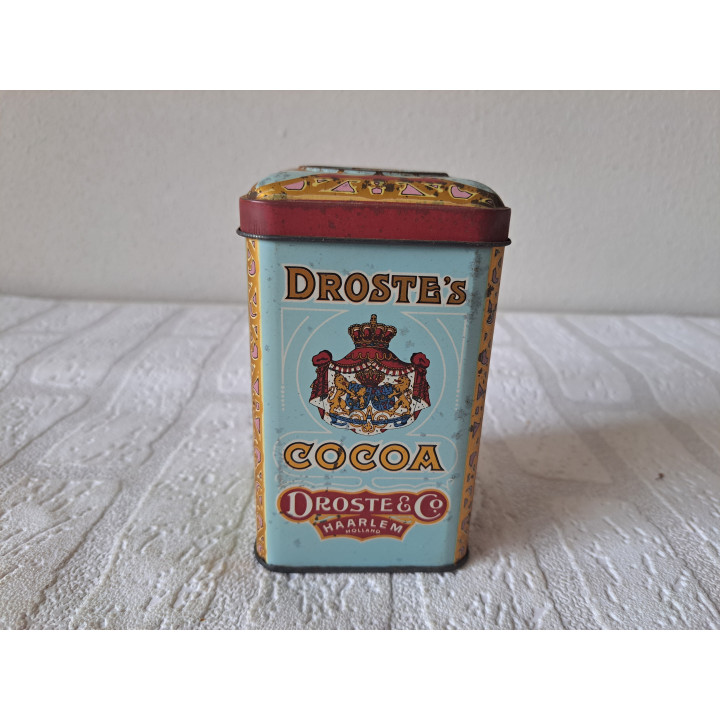 DROSTE'S
COCOA
DROSTE & Co.
HAARLEM
HOLLAND